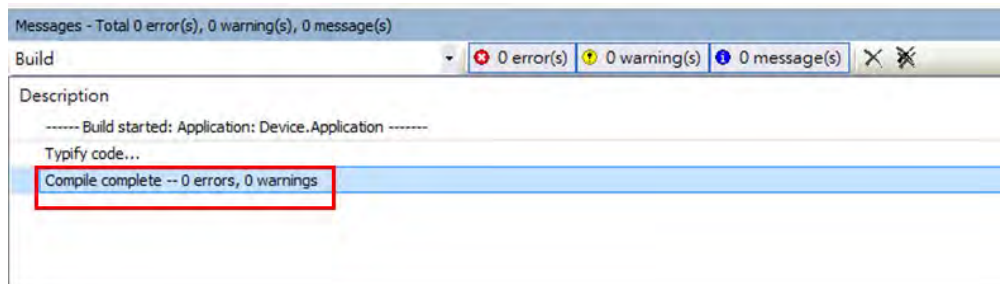 Messages - Total 0 error(s), 0 warning(s), 0 message(s)
Build 0 error(s) 0 warning(s) 0 message(s)
Description
------ Build started: Application: Device.Application -------
Typify code...
Compile complete -- 0 errors, 0 warnings